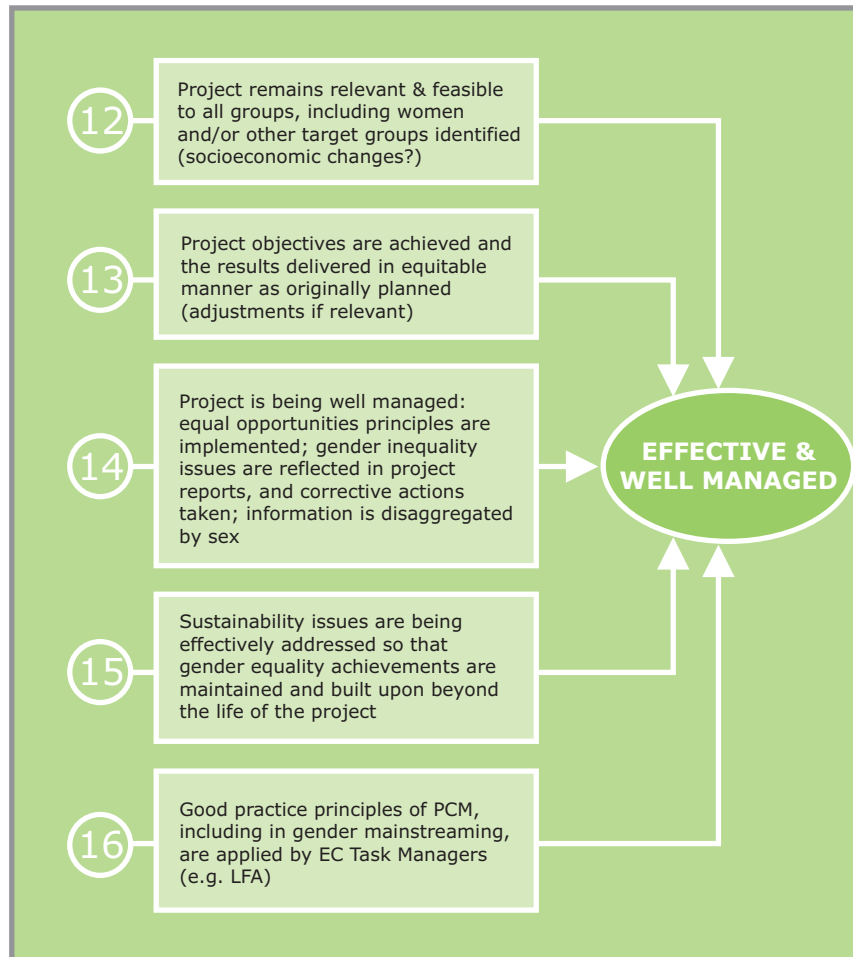 12
Project remains relevant & feasible
to all groups, including women
and/or other target groups identified
(socioeconomic changes?)
13
Project objectives are achieved and
the results delivered in equitable
manner as originally planned
(adjustments if relevant)
14
Project is being well managed:
equal opportunities principles are
implemented; gender inequality
issues are reflected in project
reports, and corrective actions
taken; information is disaggregated
by sex
EFFECTIVE &
WELL MANAGED
15
Sustainability issues are being
effectively addressed so that
gender equality achievements are
maintained and built upon beyond
the life of the project
16
Good practice principles of PCM,
including in gender mainstreaming,
are applied by EC Task Managers
(e.g. LFA)